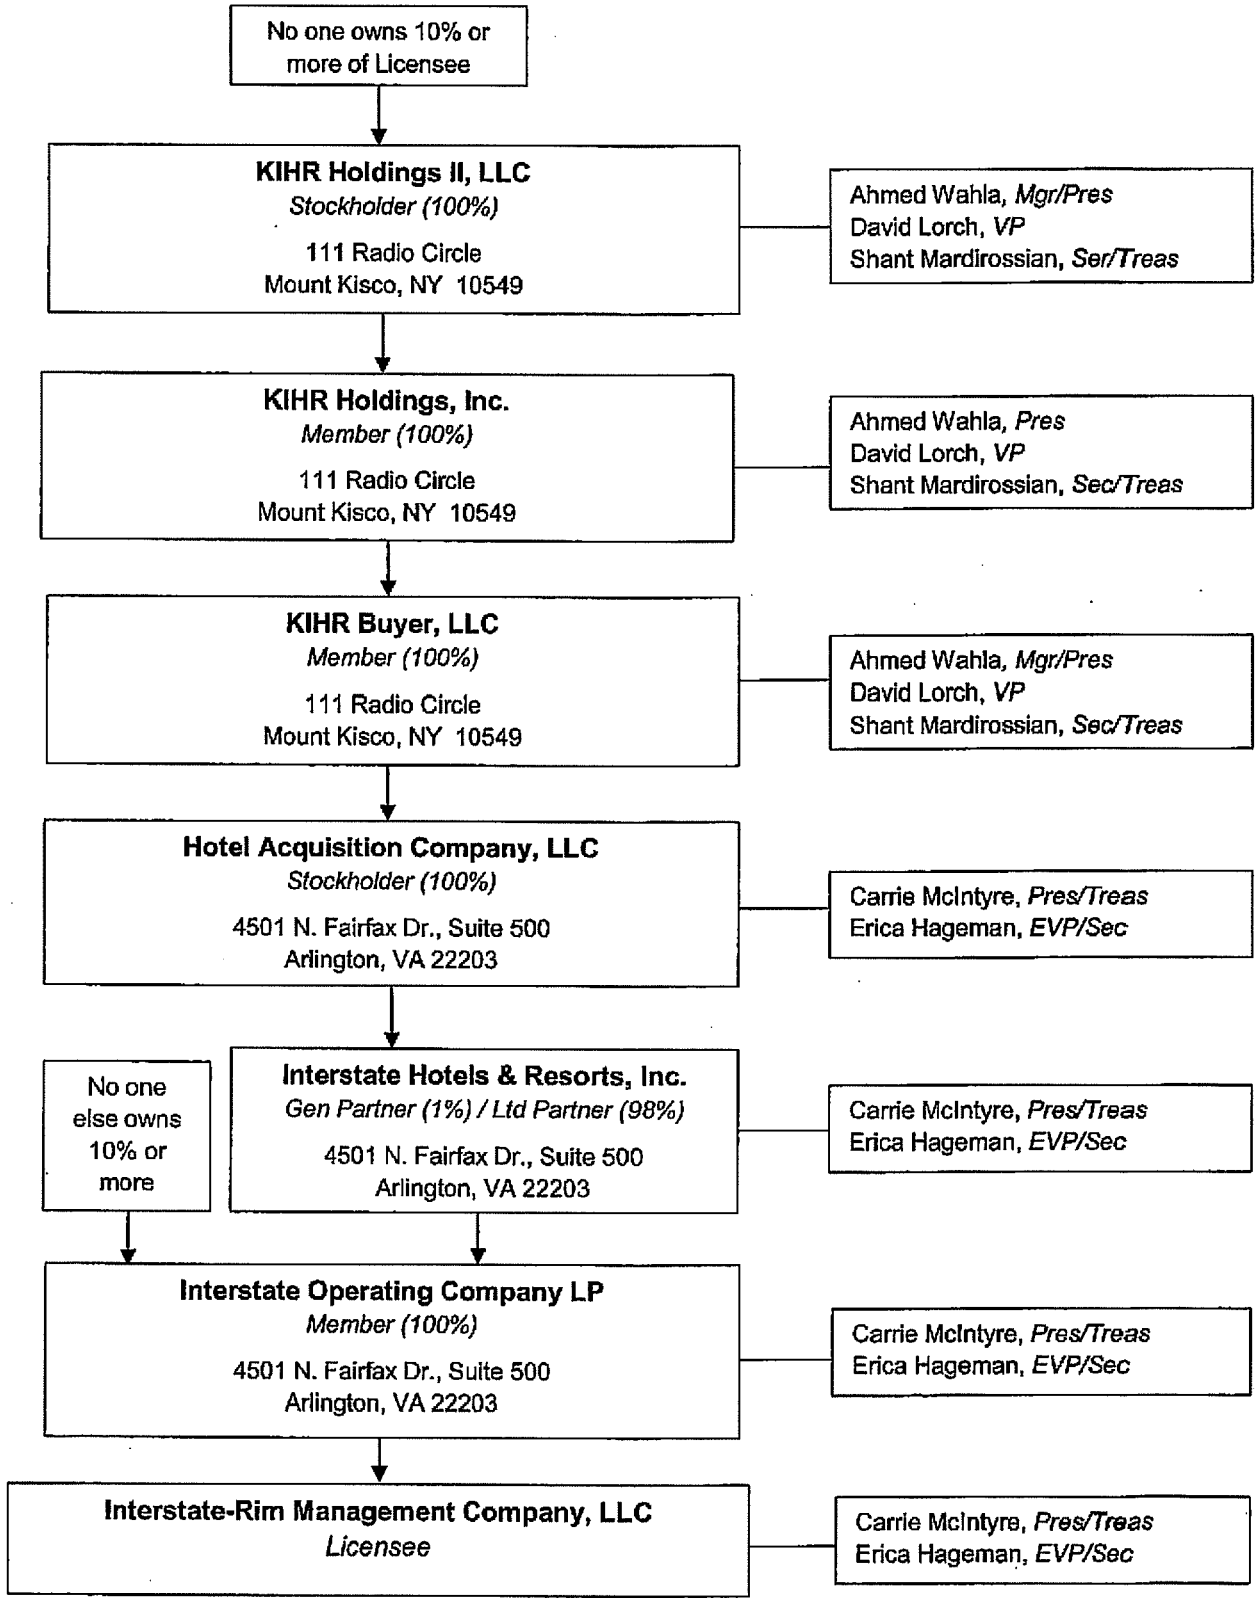 No one owns 10% or
more of Licensee
KIHR Holdings II, LLC
Stockholder (100%)
111 Radio Circle
Mount Kisco, NY 10549
Ahmed Wahla, Mgr/Pres
David Lorch, VP
Shant Mardirossian, Ser/Treas
KIHR Holdings, Inc.
Member (100%)
111 Radio Circle
Mount Kisco, NY 10549
Ahmed Wahla, Pres
David Lorch, VP
Shant Mardirossian, Sec/Treas
KIHR Buyer, LLC
Member (100%)
111 Radio Circle
Mount Kisco, NY 10549
Ahmed Wahla, Mgr/Pres
David Lorch, VP
Shant Mardirossian, Sec/Treas
Hotel Acquisition Company, LLC
Stockholder (100%)
4501 N. Fairfax Dr., Suite 500
Arlington, VA 22203
Carrie McIntyre, Pres/Treas
Erica Hageman, EVP/Sec
No one
else owns
10% or
more
Interstate Hotels & Resorts, Inc.
Gen Partner (1%) / Ltd Partner (98%)
4501 N. Fairfax Dr., Suite 500
Arlington, VA 22203
Carrie McIntyre, Pres/Treas
Erica Hageman, EVP/Sec
Interstate Operating Company LP
Member (100%)
4501 N. Fairfax Dr., Suite 500
Arlington, VA 22203
Carrie McIntyre, Pres/Treas
Erica Hageman, EVP/Sec
Interstate-Rim Management Company, LLC
Licensee
Carrie McIntyre, Pres/Treas
Erica Hageman, EVP/Sec